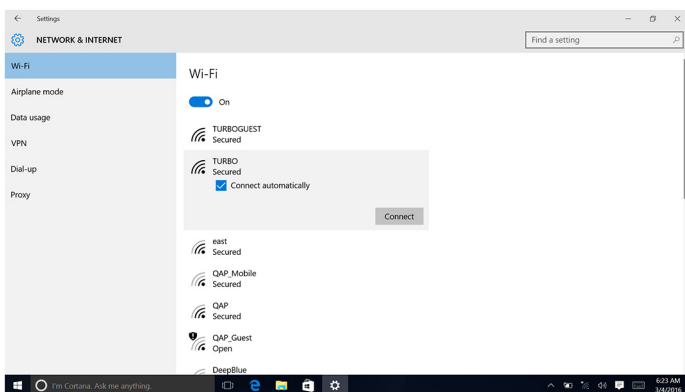 Settings
NETWORK & INTERNET
Find a setting
Wi-Fi
Airplane mode
Data usage
VPN
Dial-up
Proxy
Wi-Fi
On
TURBOGUEST
Secured
TURBO
Secured
Connect automatically
Connect
east
Secured
QAP_Mobile
Secured
QAP
Secured
QAP_Guest
Open
DeepBlue
I'm Cortana. Ask me anything.
6:23 AM
3/4/2016